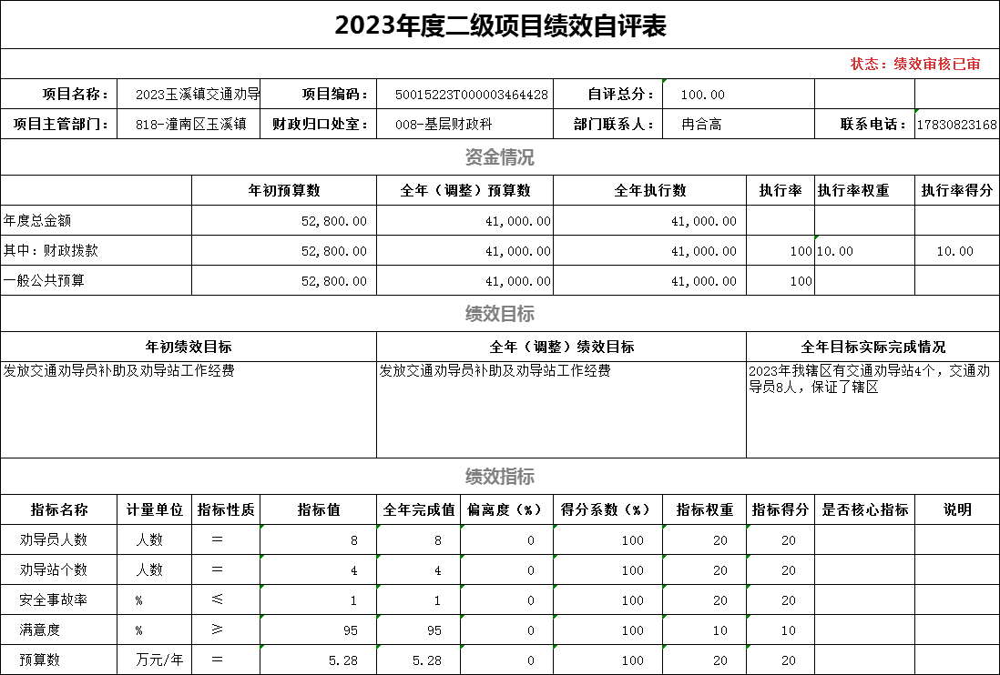 2023年度二级项目绩效自评表
状态：绩效审核已审
项目名称： 2023玉溪镇交通劝导 项目编码： 50015223T000003464428 自评总分： 100.00
项目主管部门： 818-潼南区玉溪镇 财政归口处室： 008-基层财政科 部门联系人： 冉合高 联系电话： 17830823168
资金情况
年初预算数 全年（调整）预算数 全年执行数 执行率 执行率权重 执行率得分
年度总金额 52,800.00 41,000.00 41,000.00
其中：财政拨款 52,800.00 41,000.00 41,000.00 100 10.00 10.00
一般公共预算 52,800.00 41,000.00 41,000.00 100
绩效目标
年初绩效目标 全年（调整）绩效目标 全年目标实际完成情况
发放交通劝导员补助及劝导站工作经费 发放交通劝导员补助及劝导站工作经费 2023年我辖区有交通劝导站4个，交通劝
导员8人，保证了辖区
绩效指标
指标名称 计量单位 指标性质 指标值 全年完成值 偏离度（%） 得分系数（%） 指标权重 指标得分 是否核心指标 说明
劝导员人数 人数 ＝ 8 8 0 100 20 20
劝导站个数 人数 ＝ 4 4 0 100 20 20
安全事故率 % ≤ 1 1 0 100 20 20
满意度 % ≥ 95 95 0 100 10 10
预算数 万元/年 ＝ 5.28 5.28 0 100 20 20